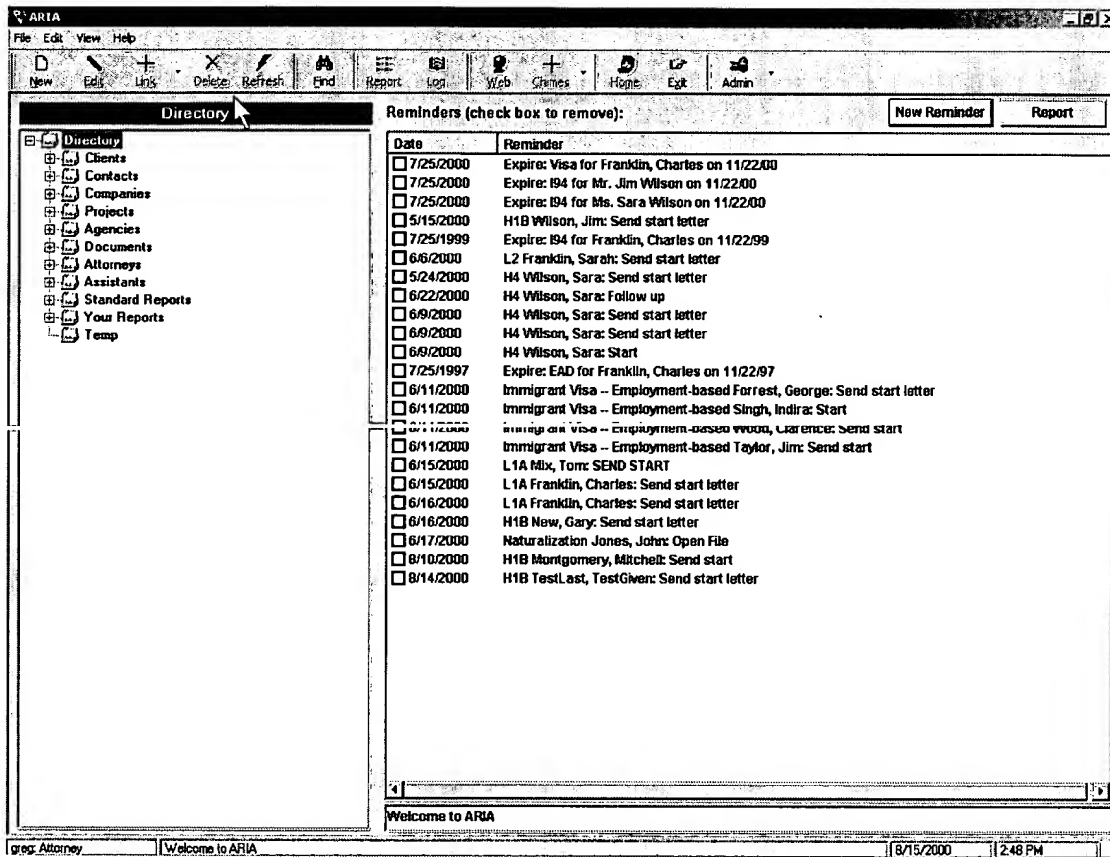 ARIA
File Edit View Help
New Edit Link Delete Refresh Find Report Log Web Chimes Home Exit Admin
Directory
Reminders (check box to remove):
New Reminder
Report
Directory
Clients
Contacts
Companies
Projects
Agencies
Documents
Attorneys
Assistants
Standard Reports
Your Reports
Temp
Date Reminder
7/25/2000 Expire: Visa for Franklin, Charles on 11/22/00
7/25/2000 Expire: I94 for Mr. Jim Wilson on 11/22/00
7/25/2000 Expire: I94 for Ms. Sara Wilson on 11/22/00
5/15/2000 H1B Wilson, Jim: Send start letter
7/25/1999 Expire: I94 for Franklin, Charles on 11/22/99
6/6/2000 L2 Franklin, Sarah: Send start letter
5/24/2000 H4 Wilson, Sara: Send start letter
6/22/2000 H4 Wilson, Sara: Follow up
6/9/2000 H4 Wilson, Sara: Send start letter
6/9/2000 H4 Wilson, Sara: Send start letter
6/9/2000 H4 Wilson, Sara: Start
7/25/1997 Expire: EAD for Franklin, Charles on 11/22/97
6/11/2000 Immigrant Visa -- Employment-based Forrest, George: Send start letter
6/11/2000 Immigrant Visa -- Employment-based Singh, Indira: Start
Immigrant Visa -- Employment-based Wood, Clarence: Send start
6/11/2000 Immigrant Visa -- Employment-based Taylor, Jim: Send start
6/15/2000 L1A Mix, Tom: SEND START
6/15/2000 L1A Franklin, Charles: Send start letter
6/16/2000 L1A Franklin, Charles: Send start letter
6/16/2000 H1B New, Gary: Send start letter
6/17/2000 Naturalization Jones, John: Open File
8/10/2000 H1B Montgomery, Mitchell: Send start
8/14/2000 H1B TestLast, TestGiven: Send start letter
Welcome to ARIA
greg: Attorney Welcome to ARIA 8/15/2000 2:48 PM